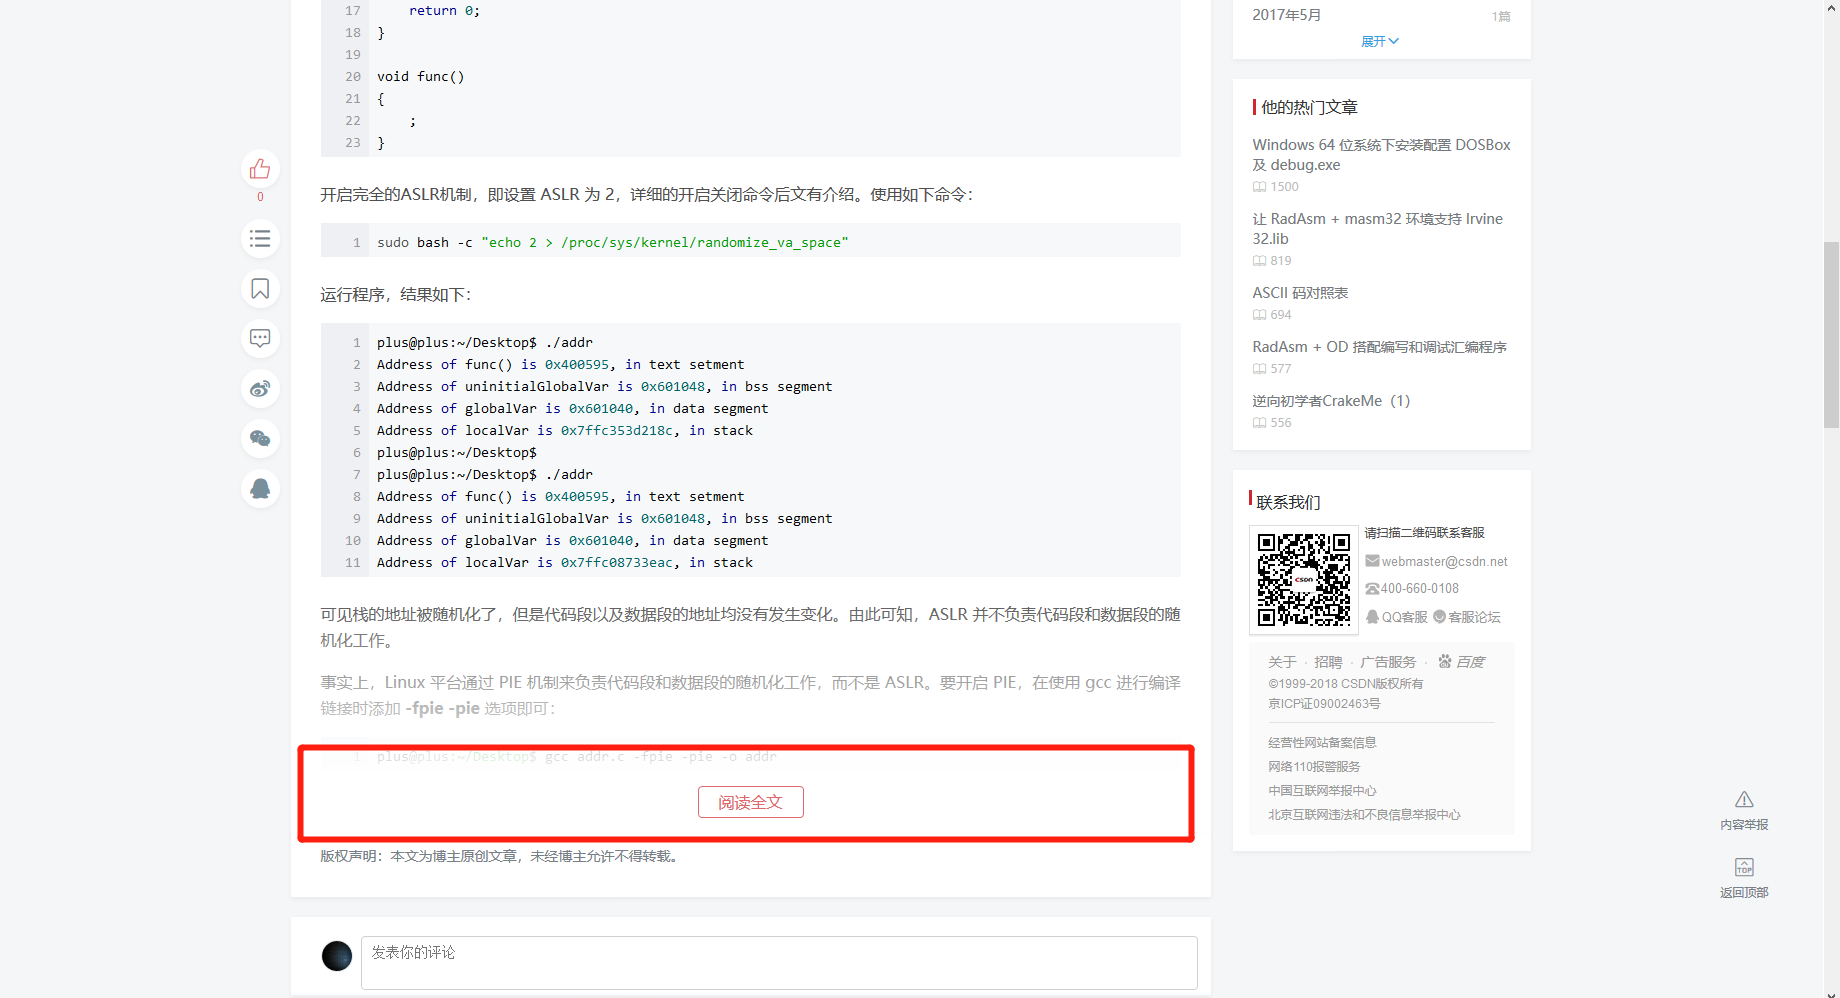 17 return 0;
18 }
19
20 void func()
21 {
22 ;
23 }
0
开启完全的ASLR机制，即设置 ASLR 为 2，详细的开启关闭命令后文有介绍。使用如下命令：
1 sudo bash -c "echo 2 > /proc/sys/kernel/randomize_va_space"
运行程序，结果如下：
1 plus@plus:~/Desktop$ ./addr
2 Address of func() is 0x400595, in text setment
3 Address of uninitialGlobalVar is 0x601048, in bss segment
4 Address of globalVar is 0x601040, in data segment
5 Address of localVar is 0x7ffc353d218c, in stack
6 plus@plus:~/Desktop$
7 plus@plus:~/Desktop$ ./addr
8 Address of func() is 0x400595, in text setment
9 Address of uninitialGlobalVar is 0x601048, in bss segment
10 Address of globalVar is 0x601040, in data segment
11 Address of localVar is 0x7ffc08733eac, in stack
可见栈的地址被随机化了，但是代码段以及数据段的地址均没有发生变化。由此可知，ASLR 并不负责代码段和数据段的随
机化工作。
事实上，Linux 平台通过 PIE 机制来负责代码段和数据段的随机化工作，而不是 ASLR。要开启 PIE，在使用 gcc 进行编译
链接时添加 -fpie -pie 选项即可：
1 plus@plus:~/Desktop$ gcc addr.c -fpie -pie -o addr
阅读全文
版权声明：本文为博主原创文章，未经博主允许不得转载。
发表你的评论
2017年5月 1篇
展开
他的热门文章
Windows 64 位系统下安装配置 DOSBox
及 debug.exe
1500
让 RadAsm + masm32 环境支持 Irvine
32.lib
819
ASCII 码对照表
694
RadAsm + OD 搭配编写和调试汇编程序
577
逆向初学者CrakeMe（1）
556
联系我们
CSDN
请扫描二维码联系客服
webmaster@csdn.net
400-660-0108
QQ客服 客服论坛
关于 · 招聘 · 广告服务 · 百度
©1999-2018 CSDN版权所有
京ICP证09002463号
经营性网站备案信息
网络110报警服务
中国互联网举报中心
北京互联网违法和不良信息举报中心
内容举报
TOP
返回顶部